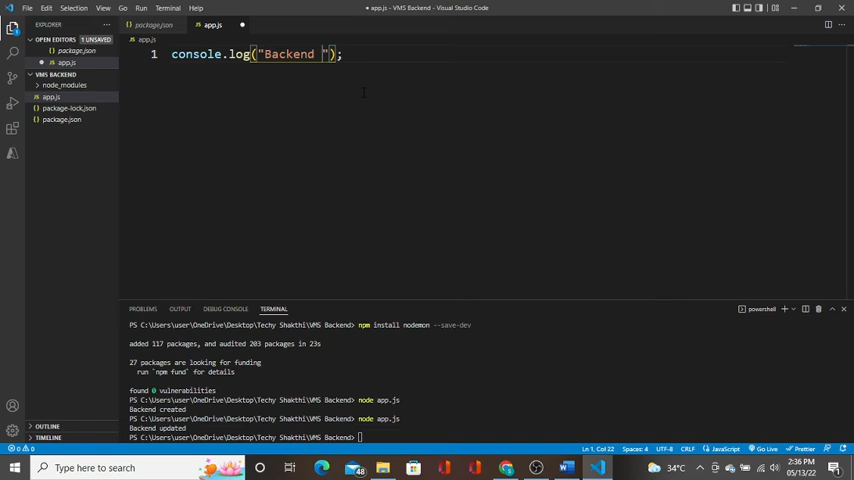 File Edit Selection View Go Run Terminal Help
● app.js - VMS Backend - Visual Studio Code
EXPLORER
package.json
JS app.js
OPEN EDITORS 1 UNSAVED
package.json
JS app.js
VMS BACKEND
node_modules
JS app.js
package-lock.json
package.json
OUTLINE
TIMELINE
JS app.js
1 console.log("Backend ");
PROBLEMS OUTPUT DEBUG CONSOLE TERMINAL
powershell
PS C:\Users\user\OneDrive\Desktop\Techy Shakthi\VMS Backend> npm install nodemon --save-dev
added 117 packages, and audited 203 packages in 23s
27 packages are looking for funding
run `npm fund` for details
found 0 vulnerabilities
PS C:\Users\user\OneDrive\Desktop\Techy Shakthi\VMS Backend> node app.js
Backend created
PS C:\Users\user\OneDrive\Desktop\Techy Shakthi\VMS Backend> node app.js
Backend updated
PS C:\Users\user\OneDrive\Desktop\Techy Shakthi\VMS Backend>
0 0
Ln 1, Col 22 Spaces: 4 UTF-8 CRLF JavaScript Go Live Prettier
Type here to search
48
34°C
2:36 PM
05/13/22